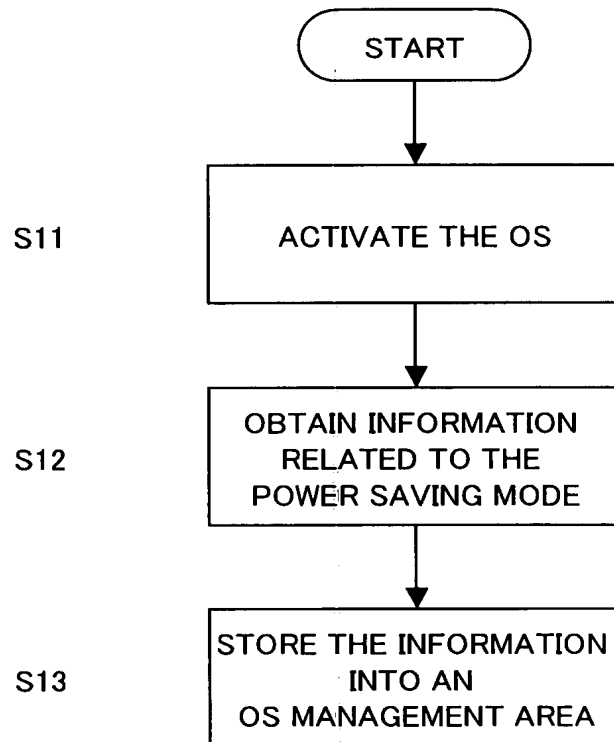 START
S11
ACTIVATE THE OS
S12
OBTAIN INFORMATION
RELATED TO THE
POWER SAVING MODE
S13
STORE THE INFORMATION
INTO AN
OS MANAGEMENT AREA